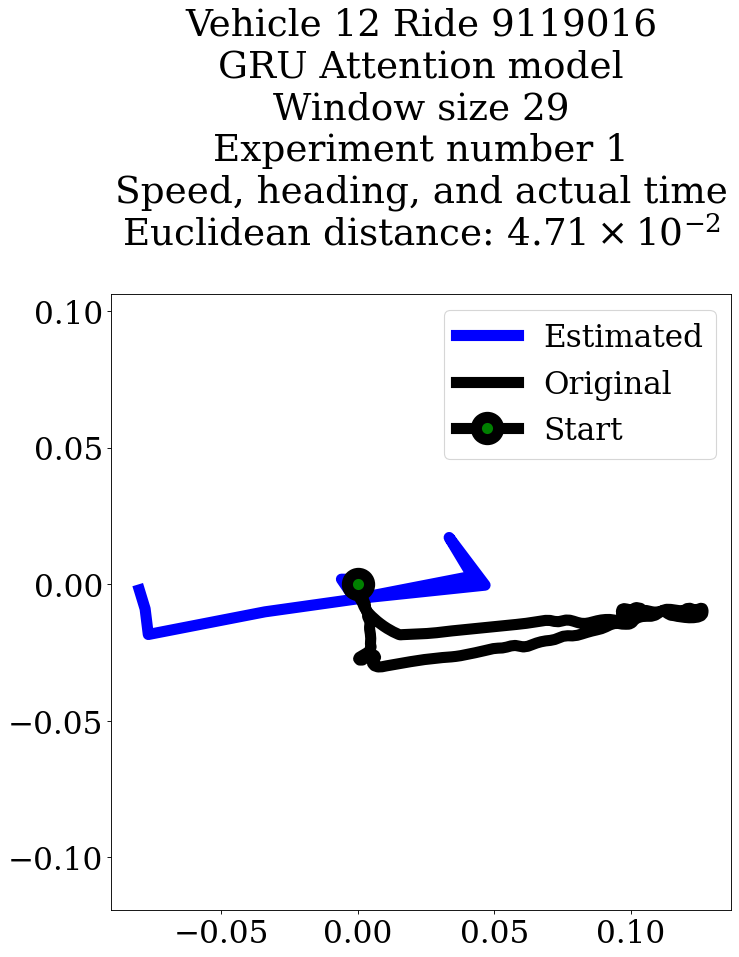 Vehicle 12 Ride 9119016
GRU Attention model
Window size 29
Experiment number 1
Speed, heading, and actual time
Euclidean distance: 4.71 × 10⁻²
Estimated
Original
Start
0.10
0.05
0.00
−0.05
−0.10
−0.05 0.00 0.05 0.10